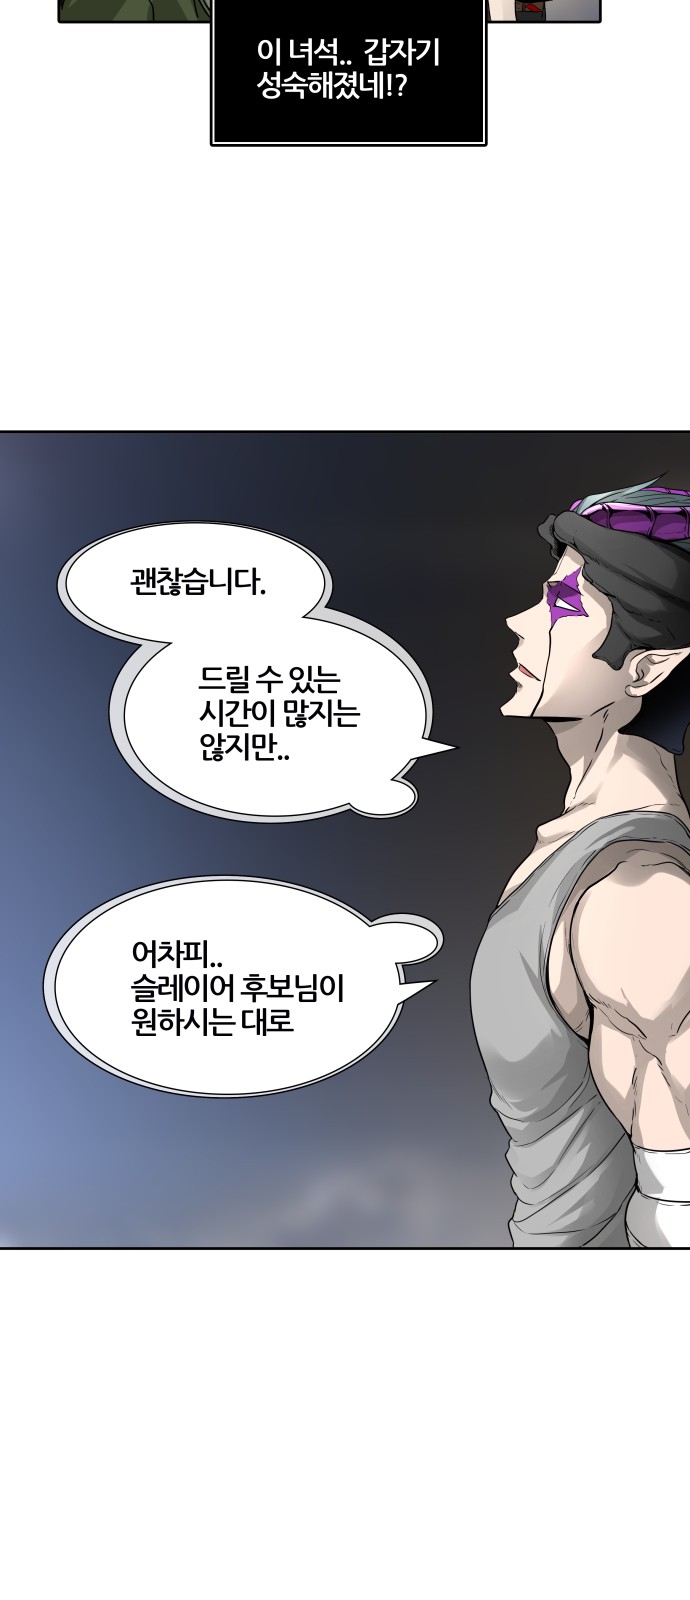 이 녀석.. 갑자기
성숙해졌네!?
괜찮습니다.
드릴 수 있는
시간이 많지는
않지만..
어차피..
슬레이어 후보님이
원하시는 대로